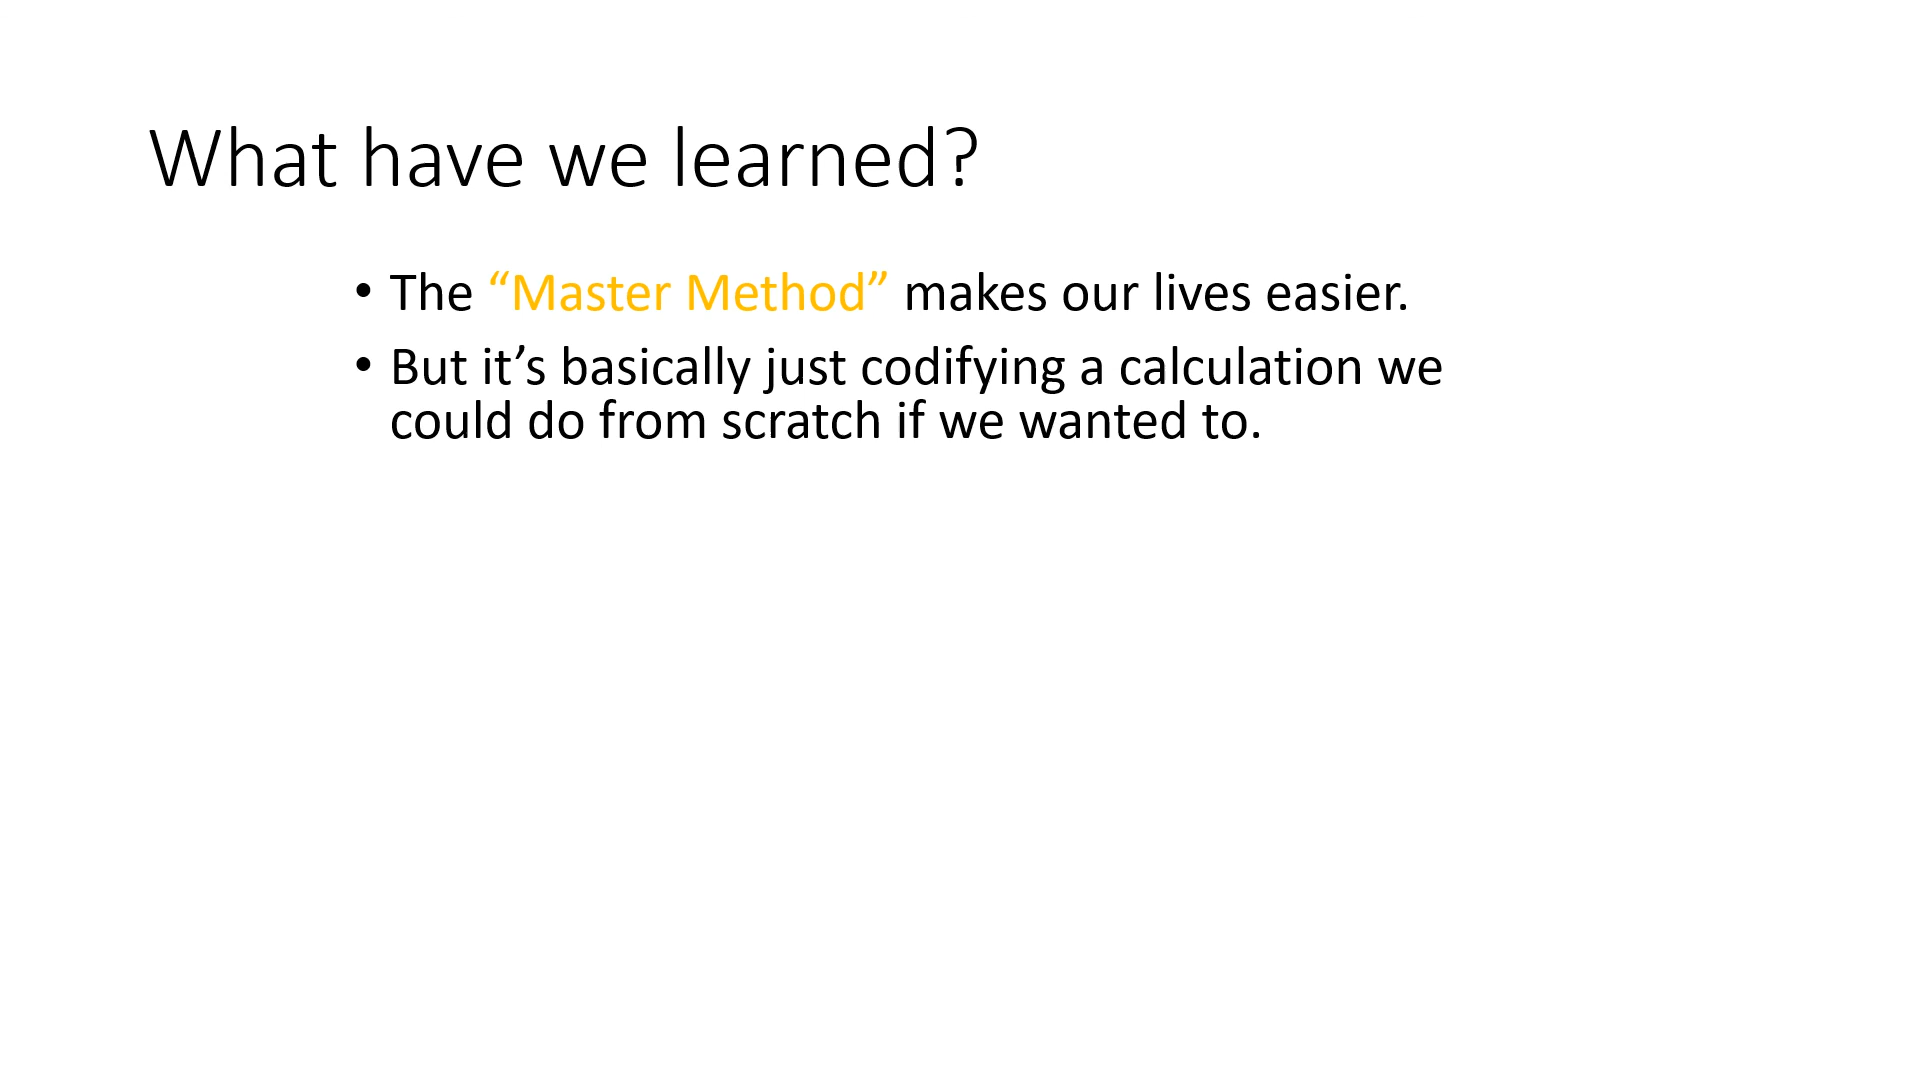 What have we learned?
• The “Master Method” makes our lives easier.
• But it’s basically just codifying a calculation we
could do from scratch if we wanted to.